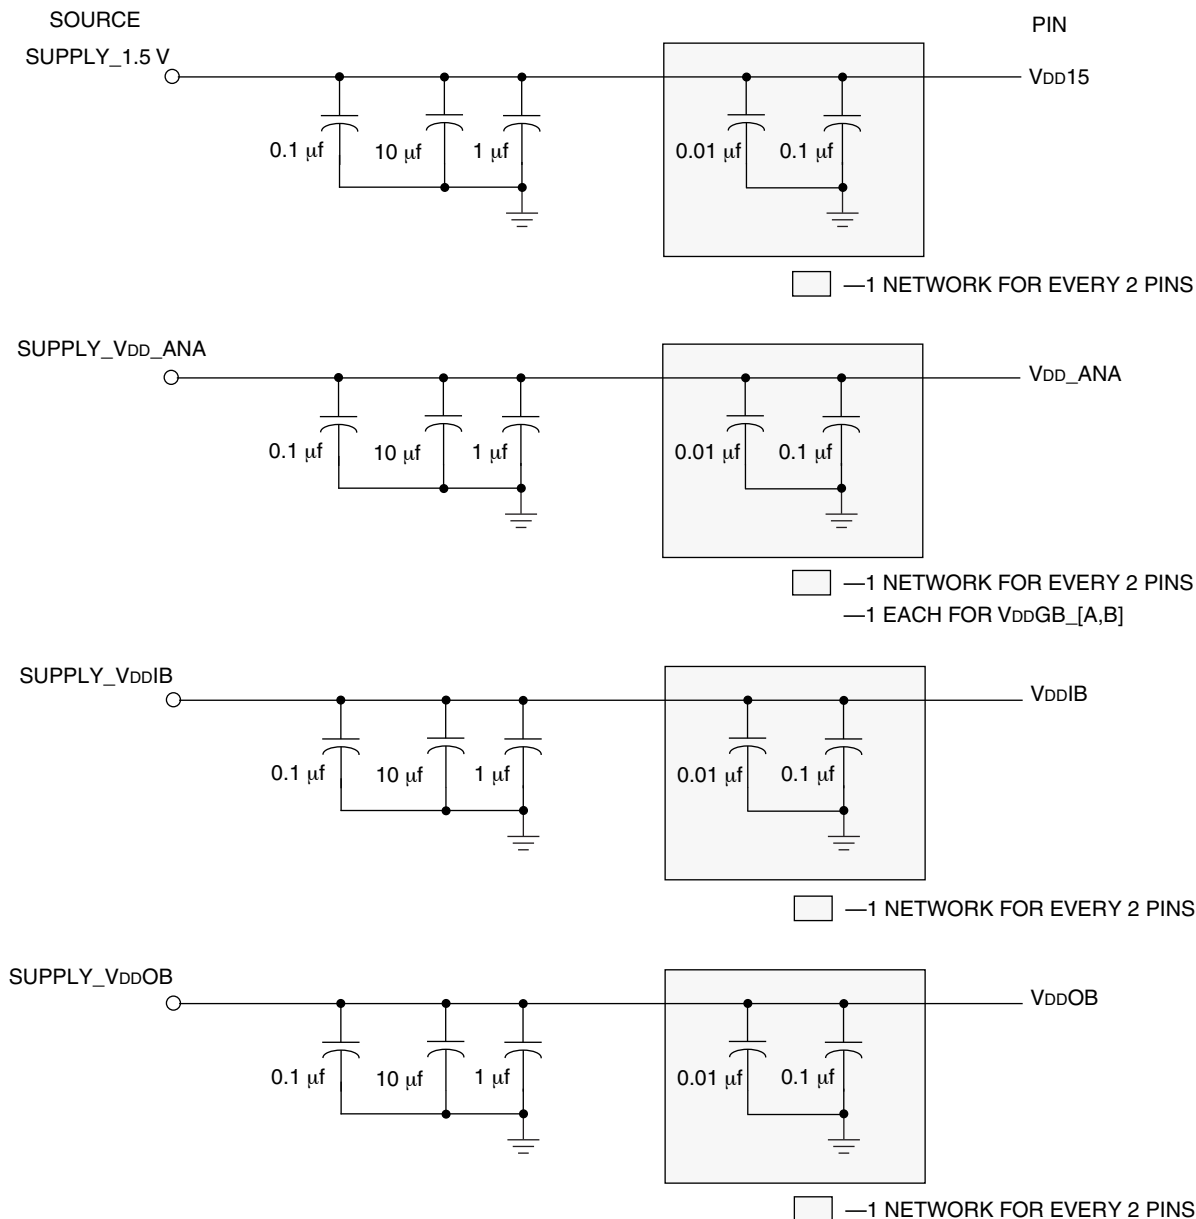 SOURCE
PIN
SUPPLY_1.5 V
VDD15
0.1 μf
10 μf
1 μf
0.01 μf
0.1 μf
—1 NETWORK FOR EVERY 2 PINS
SUPPLY_VDD_ANA
VDD_ANA
0.1 μf
10 μf
1 μf
0.01 μf
0.1 μf
—1 NETWORK FOR EVERY 2 PINS
—1 EACH FOR VDDGB_[A,B]
SUPPLY_VDDIB
VDDIB
0.1 μf
10 μf
1 μf
0.01 μf
0.1 μf
—1 NETWORK FOR EVERY 2 PINS
SUPPLY_VDDOB
VDDOB
0.1 μf
10 μf
1 μf
0.01 μf
0.1 μf
—1 NETWORK FOR EVERY 2 PINS